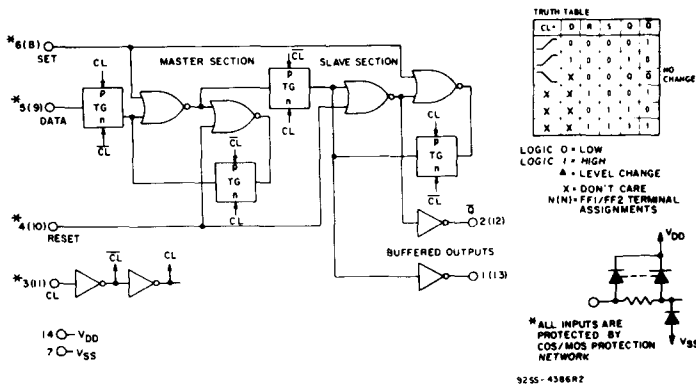 TRUTH TABLE
CL▲ D R S Q Q̅
0 0 0 0 1
1 0 0 1 0
X 0 0 Q Q̅
X X 1 0 0 1
X X 0 1 1 0
X X 1 1 1 1
NO CHANGE
LOGIC 0 = LOW
LOGIC 1 = HIGH
▲ = LEVEL CHANGE
X = DON'T CARE
N(N) = FF1/FF2 TERMINAL
ASSIGNMENTS
*6(8)
SET
MASTER SECTION
SLAVE SECTION
CL
p
TG
n
C̅L̅
*5(9)
DATA
C̅L̅
p
TG
n
CL
C̅L̅
p
TG
n
CL
CL
p
TG
n
C̅L̅
*4(10)
RESET
Q̅
2(12)
BUFFERED OUTPUTS
1(13)
*3(11)
CL
C̅L̅
CL
14 VDD
7 VSS
VDD
VSS
*ALL INPUTS ARE
PROTECTED BY
COS/MOS PROTECTION
NETWORK
92SS-4386R2